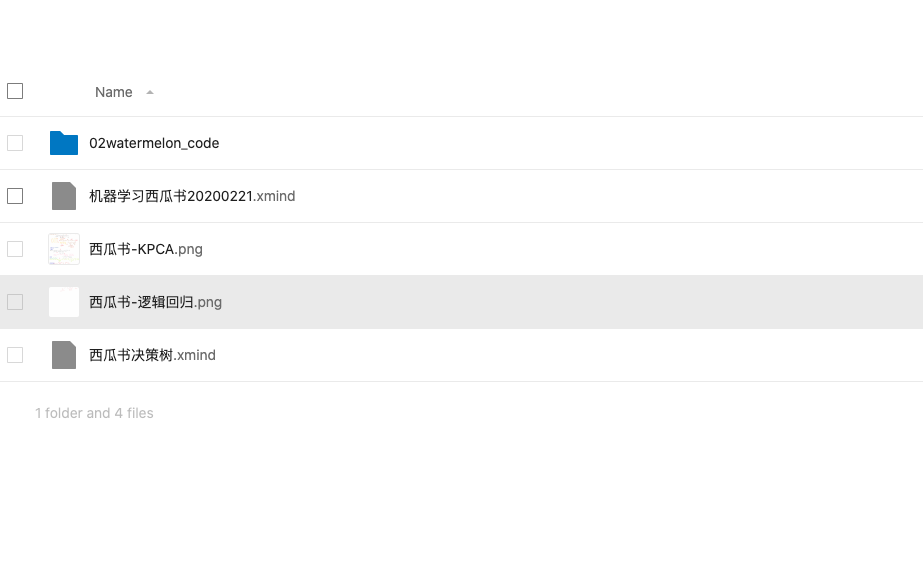 Name
02watermelon_code
机器学习西瓜书20200221.xmind
西瓜书-KPCA.png
西瓜书-逻辑回归.png
西瓜书决策树.xmind
1 folder and 4 files